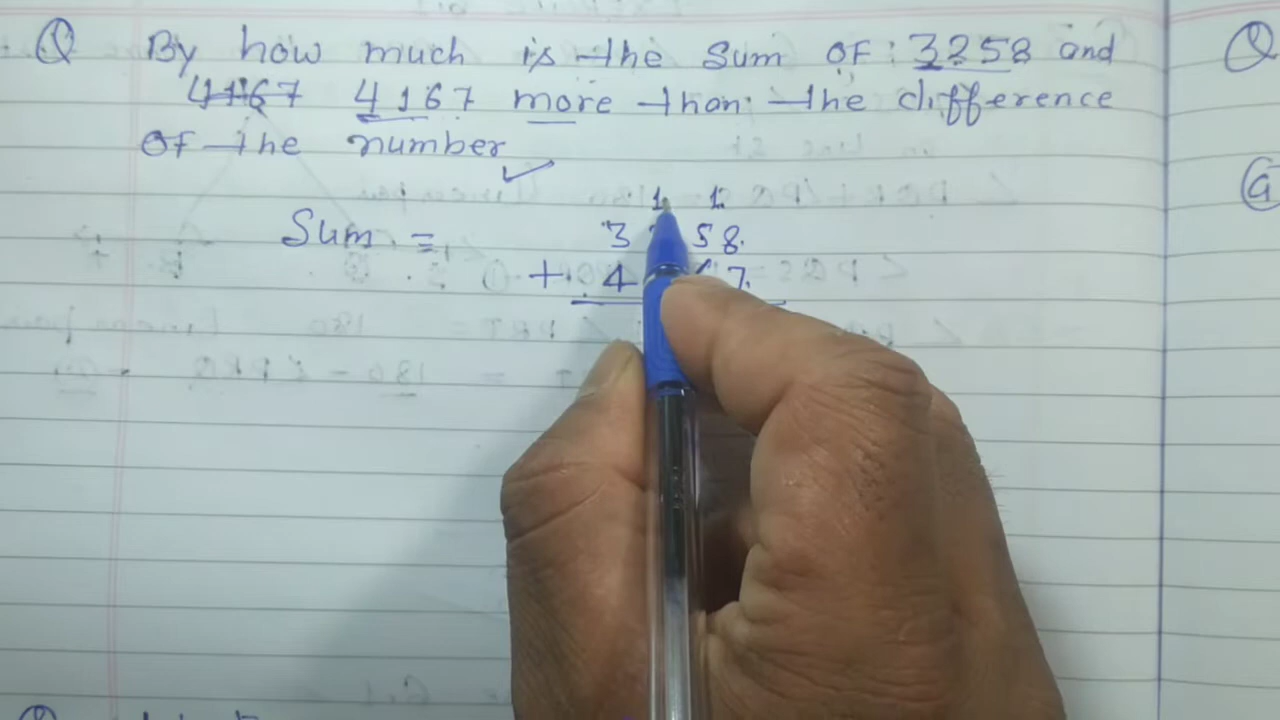 Q By how much is the Sum OF : 3258 and Q
4167 4167 more than the difference
OF the number
1 1
Sum = 3 58
+ 4 7